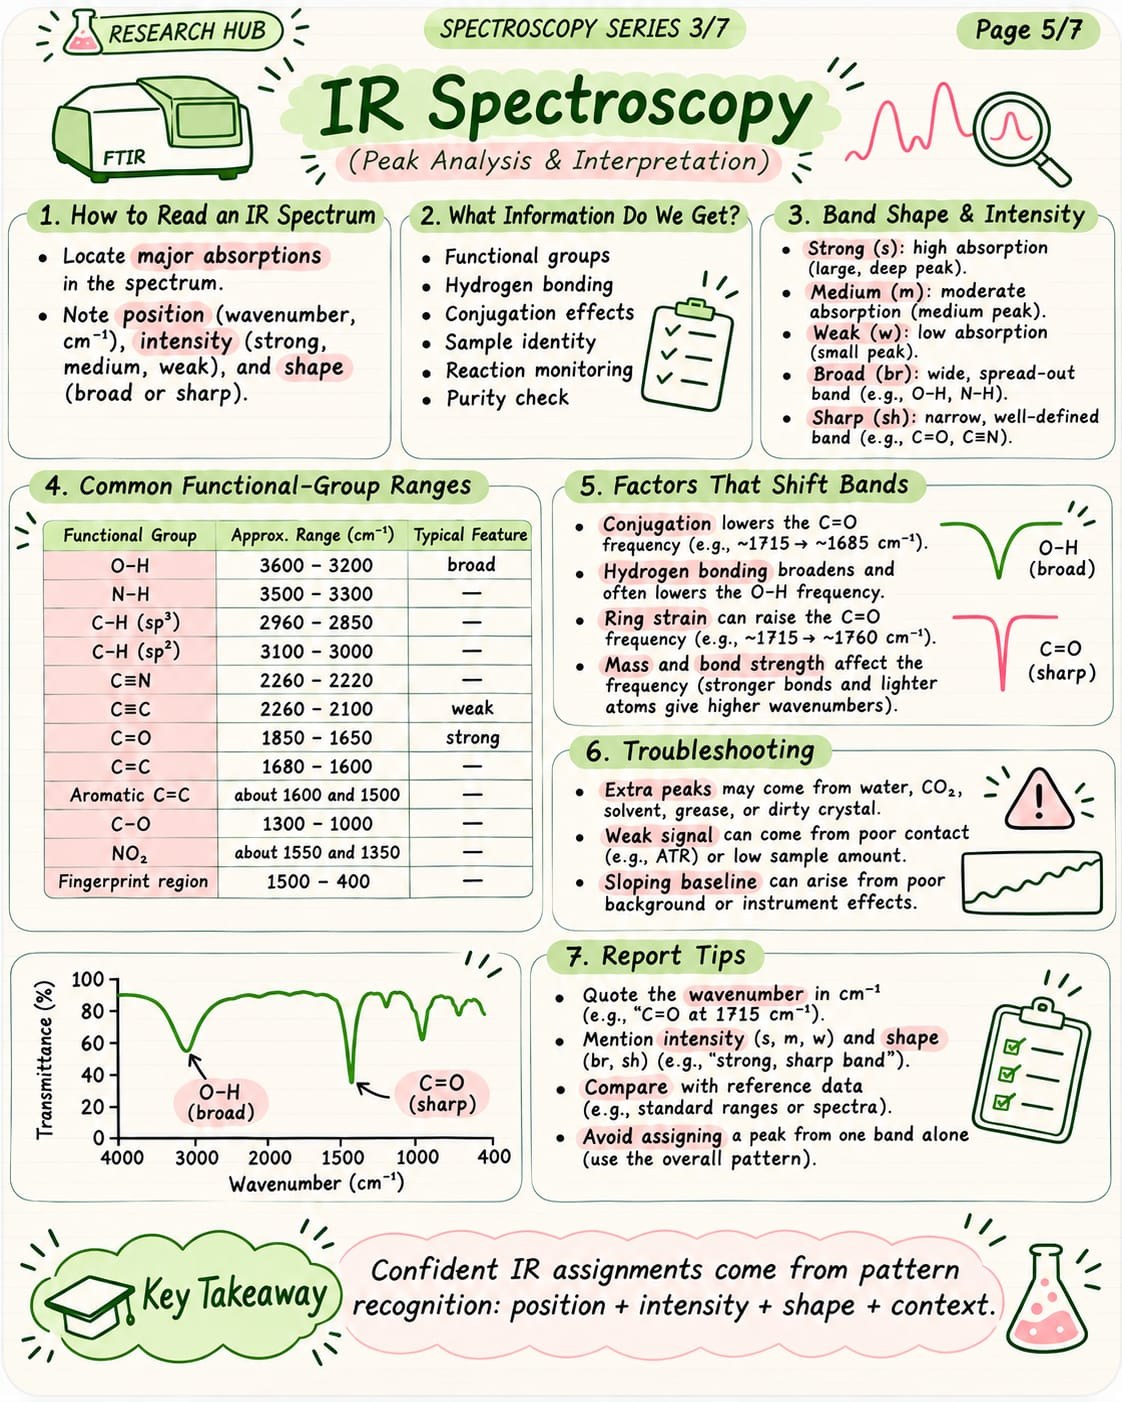 RESEARCH HUB
SPECTROSCOPY SERIES 3/7
Page 5/7
FTIR
IR Spectroscopy
(Peak Analysis & Interpretation)
1. How to Read an IR Spectrum
• Locate major absorptions
in the spectrum.
• Note position (wavenumber,
cm⁻¹), intensity (strong,
medium, weak), and shape
(broad or sharp).
2. What Information Do We Get?
• Functional groups
• Hydrogen bonding
• Conjugation effects
• Sample identity
• Reaction monitoring
• Purity check
3. Band Shape & Intensity
• Strong (s): high absorption
(large, deep peak).
• Medium (m): moderate
absorption (medium peak).
• Weak (w): low absorption
(small peak).
• Broad (br): wide, spread-out
band (e.g., O-H, N-H).
• Sharp (sh): narrow, well-defined
band (e.g., C=O, C≡N).
4. Common Functional-Group Ranges
Functional Group Approx. Range (cm⁻¹) Typical Feature
O-H 3600 - 3200 broad
N-H 3500 - 3300 —
C-H (sp³) 2960 - 2850 —
C-H (sp²) 3100 - 3000 —
C≡N 2260 - 2220 —
C≡C 2260 - 2100 weak
C=O 1850 - 1650 strong
C=C 1680 - 1600 —
Aromatic C=C about 1600 and 1500 —
C-O 1300 - 1000 —
NO₂ about 1550 and 1350 —
Fingerprint region 1500 - 400 —
5. Factors That Shift Bands
• Conjugation lowers the C=O
frequency (e.g., ~1715 → ~1685 cm⁻¹).
• Hydrogen bonding broadens and
often lowers the O-H frequency.
• Ring strain can raise the C=O
frequency (e.g., ~1715 → ~1760 cm⁻¹).
• Mass and bond strength affect the
frequency (stronger bonds and lighter
atoms give higher wavenumbers).
O-H
(broad)
C=O
(sharp)
6. Troubleshooting
• Extra peaks may come from water, CO₂,
solvent, grease, or dirty crystal.
• Weak signal can come from poor contact
(e.g., ATR) or low sample amount.
• Sloping baseline can arise from poor
background or instrument effects.
!
Transmittance (%)
100
80
60
40
20
0
O-H
(broad)
C=O
(sharp)
4000 3000 2000 1500 1000 400
Wavenumber (cm⁻¹)
7. Report Tips
• Quote the wavenumber in cm⁻¹
(e.g., "C=O at 1715 cm⁻¹).
• Mention intensity (s, m, w) and shape
(br, sh) (e.g., "strong, sharp band").
• Compare with reference data
(e.g., standard ranges or spectra).
• Avoid assigning a peak from one band alone
(use the overall pattern).
Key Takeaway
Confident IR assignments come from pattern
recognition: position + intensity + shape + context.